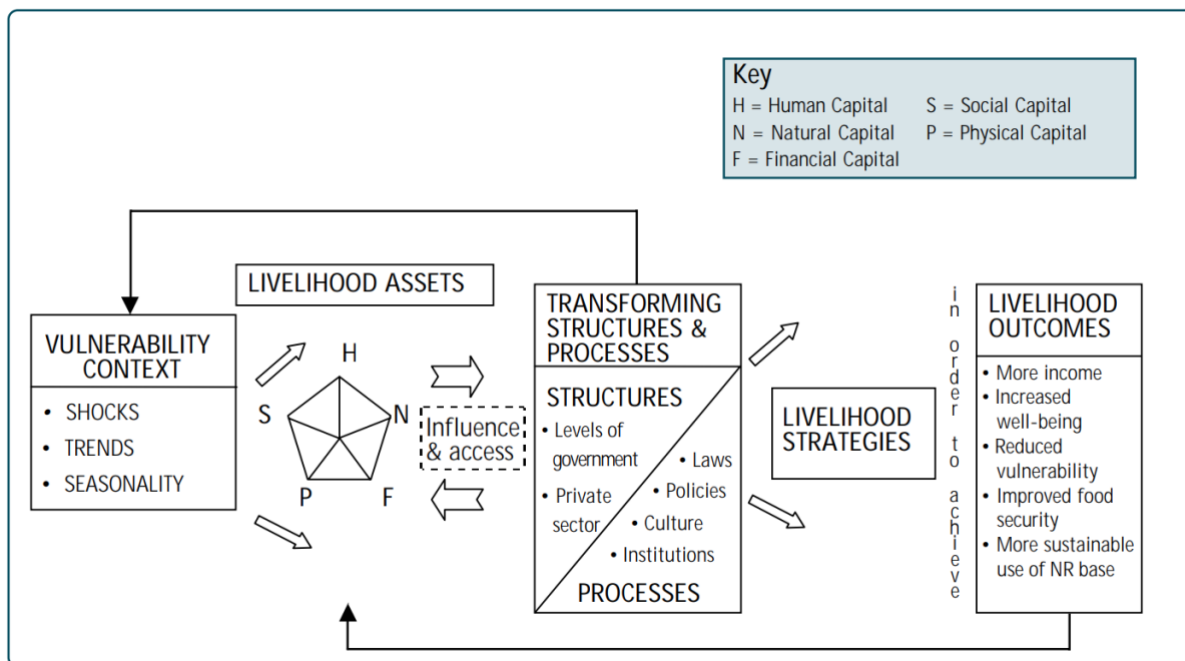 Key
H = Human Capital S = Social Capital
N = Natural Capital P = Physical Capital
F = Financial Capital
LIVELIHOOD ASSETS
VULNERABILITY
CONTEXT
• SHOCKS
• TRENDS
• SEASONALITY
H
S
N
P
F
Influence
& access
TRANSFORMING
STRUCTURES &
PROCESSES
STRUCTURES
• Levels of
government
• Private
sector
• Laws
• Policies
• Culture
• Institutions
PROCESSES
LIVELIHOOD
STRATEGIES
in order to achieve
LIVELIHOOD
OUTCOMES
• More income
• Increased
well-being
• Reduced
vulnerability
• Improved food
security
• More sustainable
use of NR base